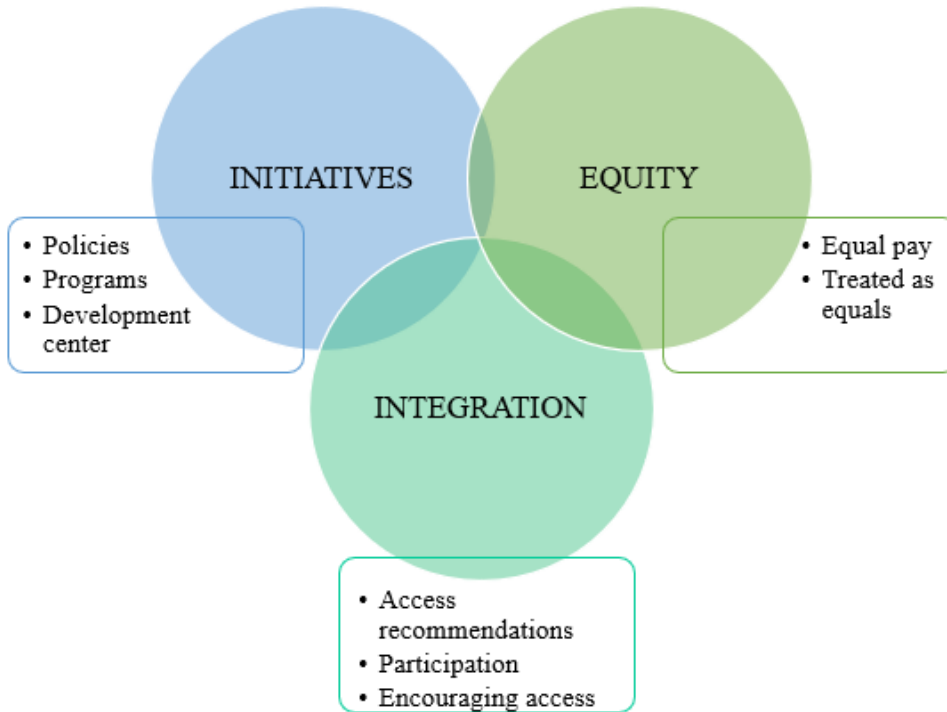 INITIATIVES
• Policies
• Programs
• Development
center
EQUITY
• Equal pay
• Treated as
equals
INTEGRATION
• Access
recommendations
• Participation
• Encouraging access